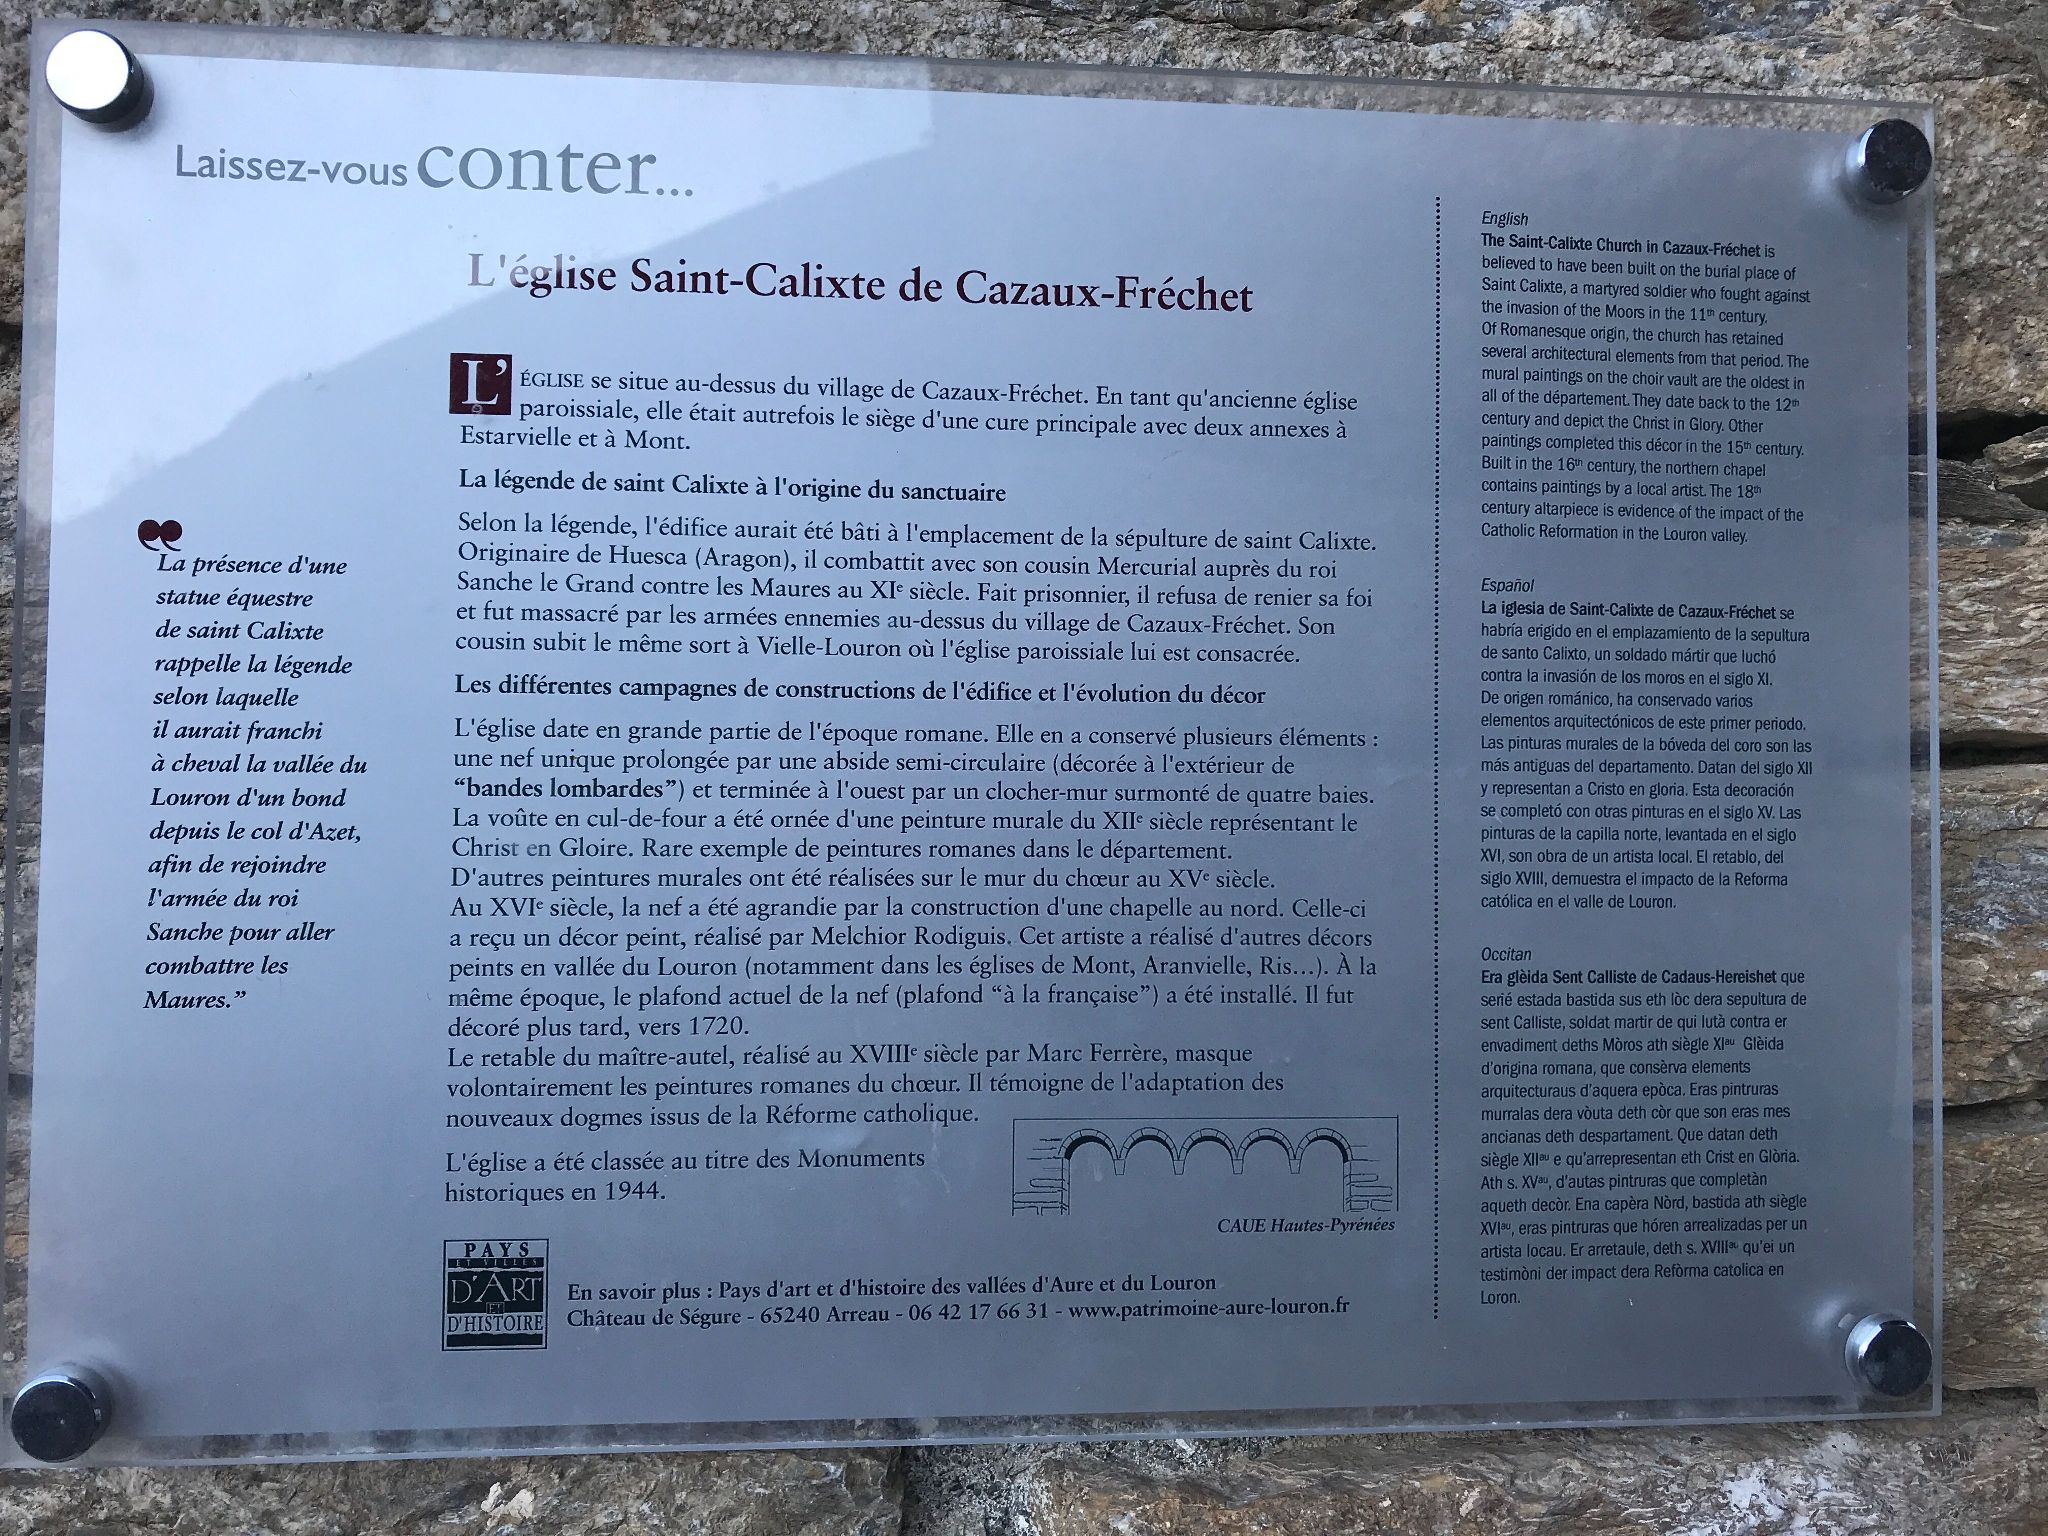 Laissez-vous conter...
L'église Saint-Calixte de Cazaux-Fréchet
L'ÉGLISE se situe au-dessus du village de Cazaux-Fréchet. En tant qu'ancienne église
paroissiale, elle était autrefois le siège d'une cure principale avec deux annexes à
Estarvielle et à Mont.
La légende de saint Calixte à l'origine du sanctuaire
Selon la légende, l'édifice aurait été bâti à l'emplacement de la sépulture de saint Calixte.
Originaire de Huesca (Aragon), il combattit avec son cousin Mercurial auprès du roi
Sanche le Grand contre les Maures au XIe siècle. Fait prisonnier, il refusa de renier sa foi
et fut massacré par les armées ennemies au-dessus du village de Cazaux-Fréchet. Son
cousin subit le même sort à Vielle-Louron où l'église paroissiale lui est consacrée.
Les différentes campagnes de constructions de l'édifice et l'évolution du décor
L'église date en grande partie de l'époque romane. Elle en a conservé plusieurs éléments :
une nef unique prolongée par une abside semi-circulaire (décorée à l'extérieur de
“bandes lombardes”) et terminée à l'ouest par un clocher-mur surmonté de quatre baies.
La voûte en cul-de-four a été ornée d'une peinture murale du XIIe siècle représentant le
Christ en Gloire. Rare exemple de peintures romanes dans le département.
D'autres peintures murales ont été réalisées sur le mur du chœur au XVe siècle.
Au XVIe siècle, la nef a été agrandie par la construction d'une chapelle au nord. Celle-ci
a reçu un décor peint, réalisé par Melchior Rodiguis. Cet artiste a réalisé d'autres décors
peints en vallée du Louron (notamment dans les églises de Mont, Aranvielle, Ris...). À la
même époque, le plafond actuel de la nef (plafond “à la française”) a été installé. Il fut
décoré plus tard, vers 1720.
Le retable du maître-autel, réalisé au XVIIIe siècle par Marc Ferrère, masque
volontairement les peintures romanes du chœur. Il témoigne de l'adaptation des
nouveaux dogmes issus de la Réforme catholique.
L'église a été classée au titre des Monuments
historiques en 1944.
CAUE Hautes-Pyrénées
La présence d'une
statue équestre
de saint Calixte
rappelle la légende
selon laquelle
il aurait franchi
à cheval la vallée du
Louron d'un bond
depuis le col d'Azet,
afin de rejoindre
l'armée du roi
Sanche pour aller
combattre les
Maures.”
PAYS
ET VILLES
D'ART
ET
D'HISTOIRE
En savoir plus : Pays d'art et d'histoire des vallées d'Aure et du Louron
Château de Ségure - 65240 Arreau - 06 42 17 66 31 - www.patrimoine-aure-louron.fr
English
The Saint-Calixte Church in Cazaux-Fréchet is
believed to have been built on the burial place of
Saint Calixte, a martyred soldier who fought against
the invasion of the Moors in the 11th century.
Of Romanesque origin, the church has retained
several architectural elements from that period. The
mural paintings on the choir vault are the oldest in
all of the département. They date back to the 12th
century and depict the Christ in Glory. Other
paintings completed this décor in the 15th century.
Built in the 16th century, the northern chapel
contains paintings by a local artist. The 18th
century altarpiece is evidence of the impact of the
Catholic Reformation in the Louron valley.
Español
La iglesia de Saint-Calixte de Cazaux-Fréchet se
habría erigido en el emplazamiento de la sepultura
de santo Calixto, un soldado mártir que luchó
contra la invasión de los moros en el siglo XI.
De origen románico, ha conservado varios
elementos arquitectónicos de este primer periodo.
Las pinturas murales de la bóveda del coro son las
más antiguas del departamento. Datan del siglo XII
y representan a Cristo en gloria. Esta decoración
se completó con otras pinturas en el siglo XV. Las
pinturas de la capilla norte, levantada en el siglo
XVI, son obra de un artista local. El retablo, del
siglo XVIII, demuestra el impacto de la Reforma
católica en el valle de Louron.
Occitan
Era glèida Sent Calliste de Cadaus-Hereishet que
serié estada bastida sus eth lòc dera sepultura de
sent Calliste, soldat martir de qui lutà contra er
envadiment deths Mòros ath siègle XIau Glèida
d'origina romana, que consèrva elements
arquitecturaus d'aquera epòca. Eras pintruras
murralas dera vòuta deth còr que son eras mes
ancianas deth despartament. Que datan deth
siègle XIIau e qu'arrepresentan eth Crist en Glòria.
Ath s. XVau, d'autas pintruras que completàn
aqueth decòr. Ena capèra Nòrd, bastida ath siègle
XVIau, eras pintruras que hóren arrealizadas per un
artista locau. Er arretaule, deth s. XVIIIau qu'ei un
testimòni der impact dera Refòrma catolica en
Loron.